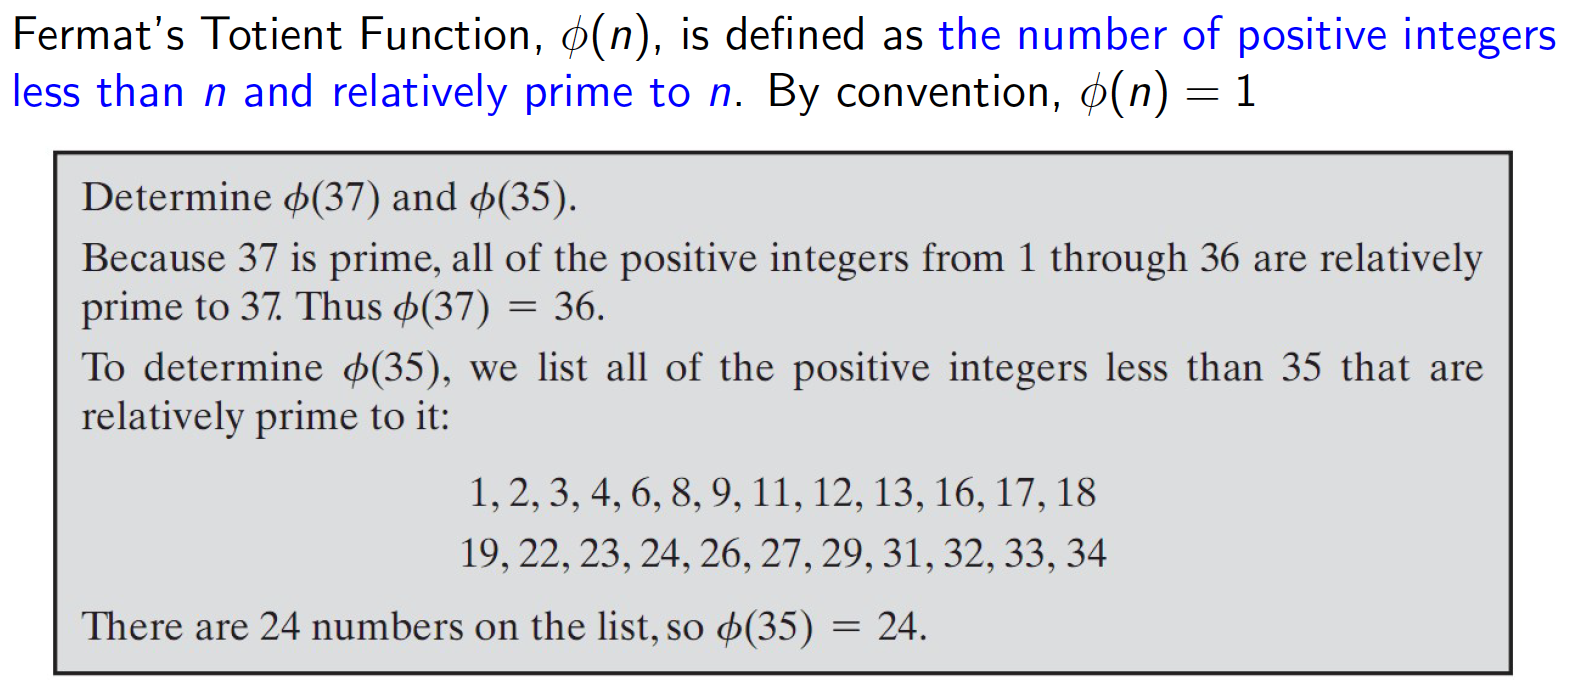 Fermat's Totient Function, ϕ(n), is defined as the number of positive integers
less than n and relatively prime to n. By convention, ϕ(n) = 1
Determine ϕ(37) and ϕ(35).
Because 37 is prime, all of the positive integers from 1 through 36 are relatively
prime to 37. Thus ϕ(37) = 36.
To determine ϕ(35), we list all of the positive integers less than 35 that are
relatively prime to it:
1, 2, 3, 4, 6, 8, 9, 11, 12, 13, 16, 17, 18
19, 22, 23, 24, 26, 27, 29, 31, 32, 33, 34
There are 24 numbers on the list, so ϕ(35) = 24.